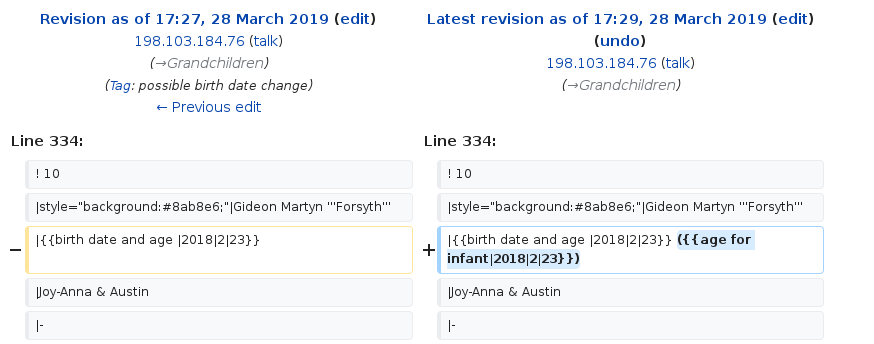 Revision as of 17:27, 28 March 2019 (edit)
198.103.184.76 (talk)
(→Grandchildren)
(Tag: possible birth date change)
← Previous edit
Latest revision as of 17:29, 28 March 2019 (edit)
(undo)
198.103.184.76 (talk)
(→Grandchildren)
Line 334:
Line 334:
! 10
! 10
|style="background:#8ab8e6;"|Gideon Martyn '''Forsyth'''
|style="background:#8ab8e6;"|Gideon Martyn '''Forsyth'''
− |{{birth date and age |2018|2|23}}
+ |{{birth date and age |2018|2|23}} ({{age for
infant|2018|2|23}})
|Joy-Anna & Austin
|Joy-Anna & Austin
|-
|-